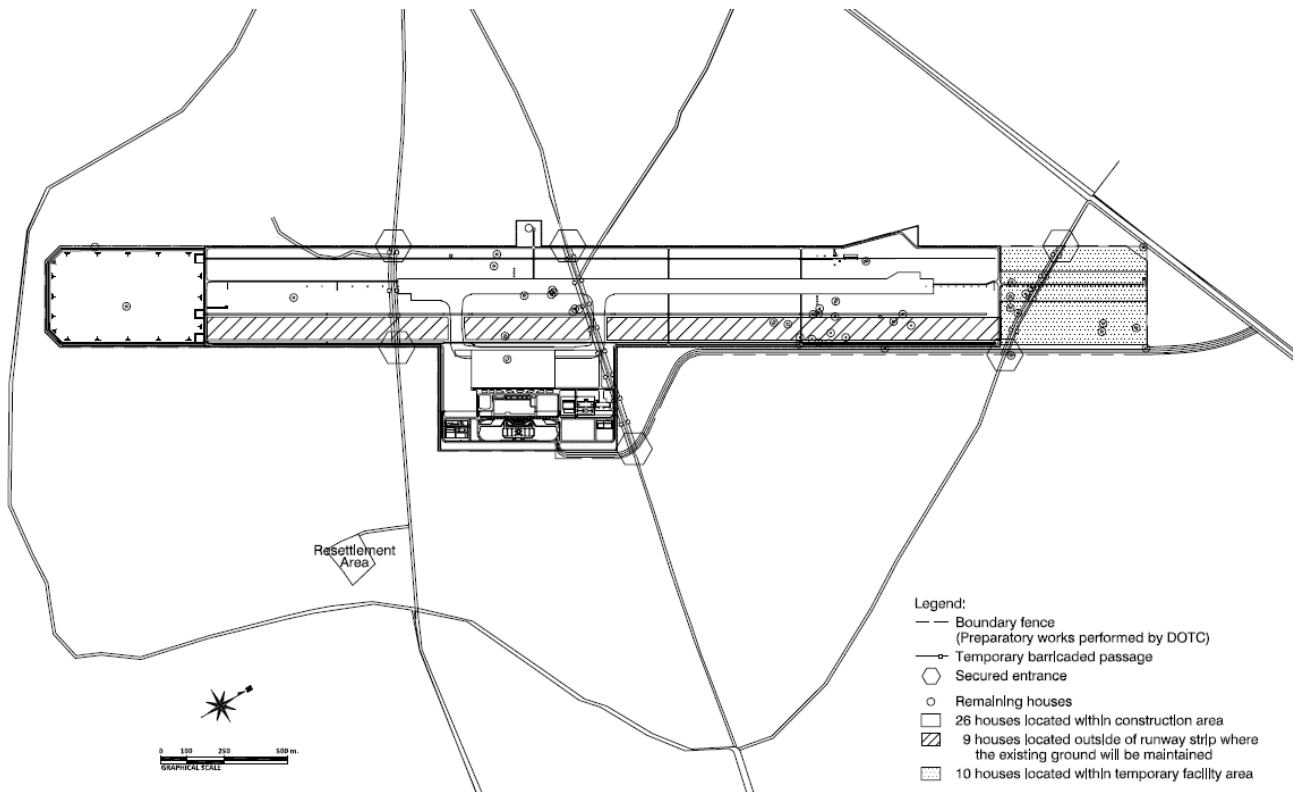 Resettlement
Area
Legend:
Boundary fence
(Preparatory works performed by DOTC)
Temporary barricaded passage
Secured entrance
Remaining houses
26 houses located within construction area
9 houses located outside of runway strip where
the existing ground will be maintained
10 houses located within temporary facility area
0 100 250 500 m.
GRAPHICAL SCALE